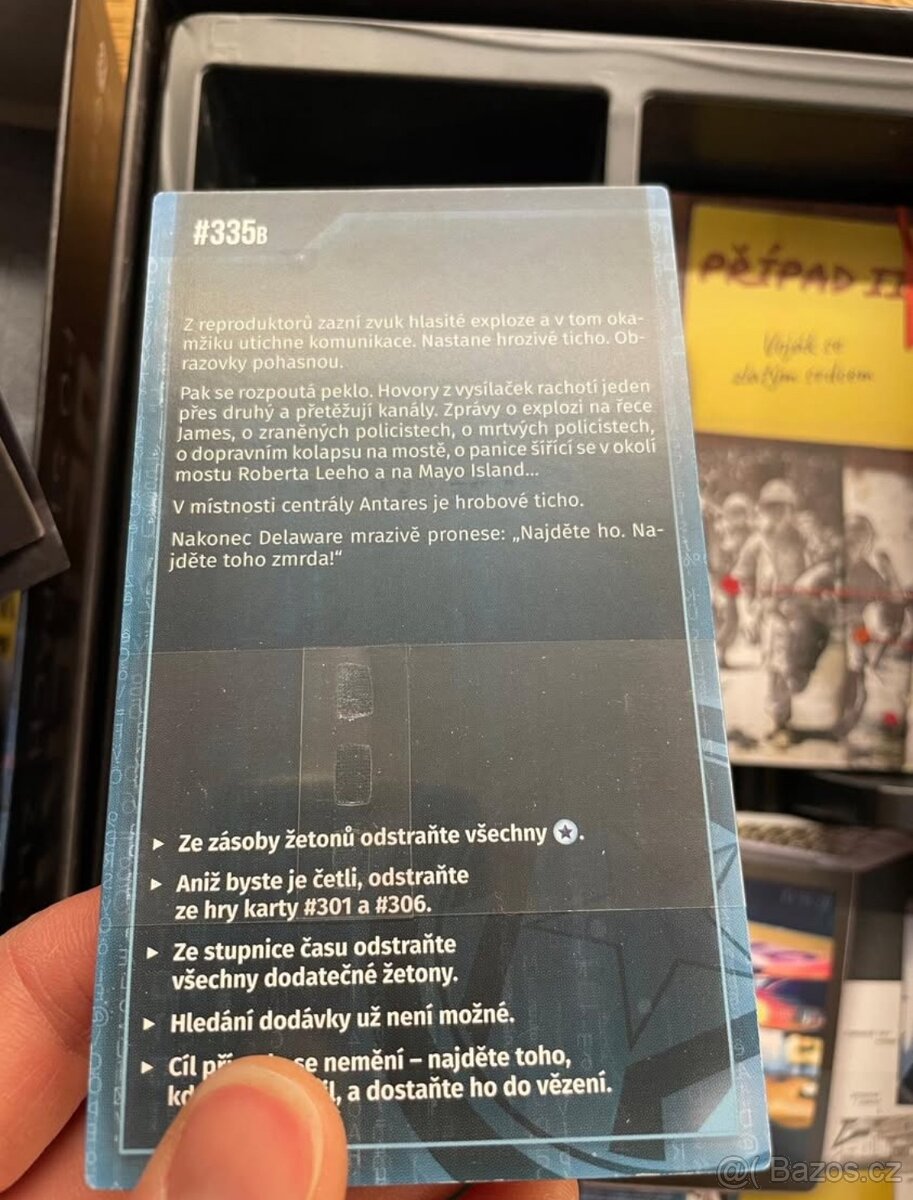 #335B
Z reproduktorů zazní zvuk hlasité exploze a v tom oka-
mžiku utichne komunikace. Nastane hrozivé ticho. Ob-
razovky pohasnou.
Pak se rozpoutá peklo. Hovory z vysílaček rachotí jeden
přes druhý a přetěžují kanály. Zprávy o explozi na řece
James, o zraněných policistech, o mrtvých policistech,
o dopravním kolapsu na mostě, o panice šířící se v okolí
mostu Roberta Leeho a na Mayo Island...
V místnosti centrály Antares je hrobové ticho.
Nakonec Delaware mrazivě pronese: „Najděte ho. Na-
jděte toho zmrda!“
▸ Ze zásoby žetonů odstraňte všechny .
▸ Aniž byste je četli, odstraňte
ze hry karty #301 a #306.
▸ Ze stupnice času odstraňte
všechny dodatečné žetony.
▸ Hledání dodávky už není možné.
▸ Cíl se nemění – najděte toho,
a dostaňte ho do vězení.
PŘÍPAD II
Voják se
zlatým srdcem
@( Bazos.cz